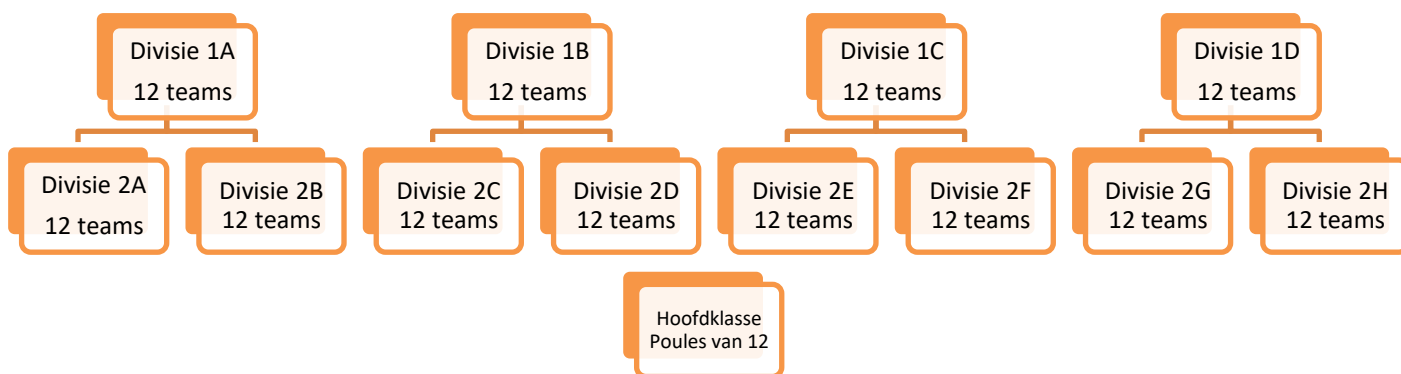 Divisie 1A
12 teams
Divisie 1B
12 teams
Divisie 1C
12 teams
Divisie 1D
12 teams
Divisie 2A
12 teams
Divisie 2B
12 teams
Divisie 2C
12 teams
Divisie 2D
12 teams
Divisie 2E
12 teams
Divisie 2F
12 teams
Divisie 2G
12 teams
Divisie 2H
12 teams
Hoofdklasse
Poules van 12